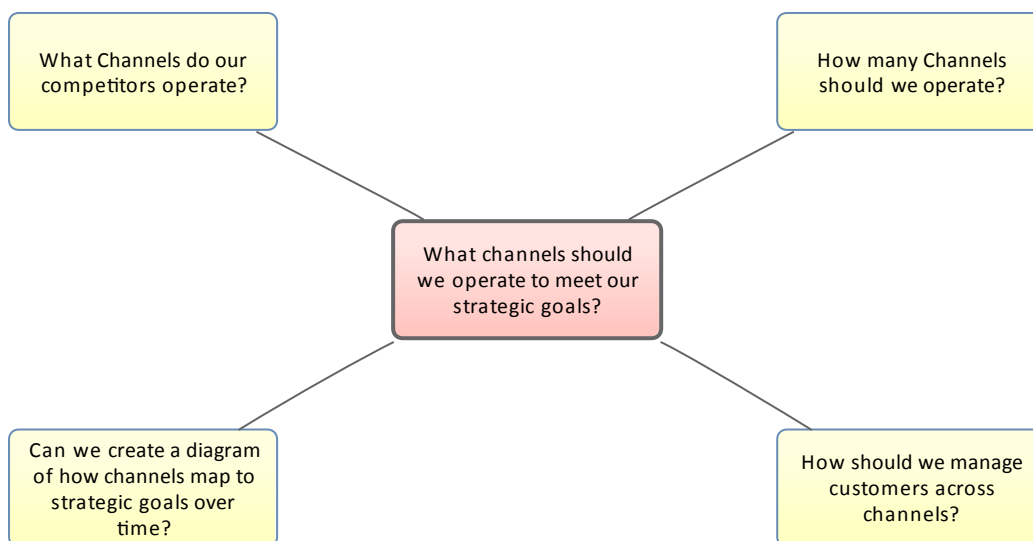 What Channels do our
competitors operate?
How many Channels
should we operate?
What channels should
we operate to meet our
strategic goals?
Can we create a diagram
of how channels map to
strategic goals over
time?
How should we manage
customers across
channels?